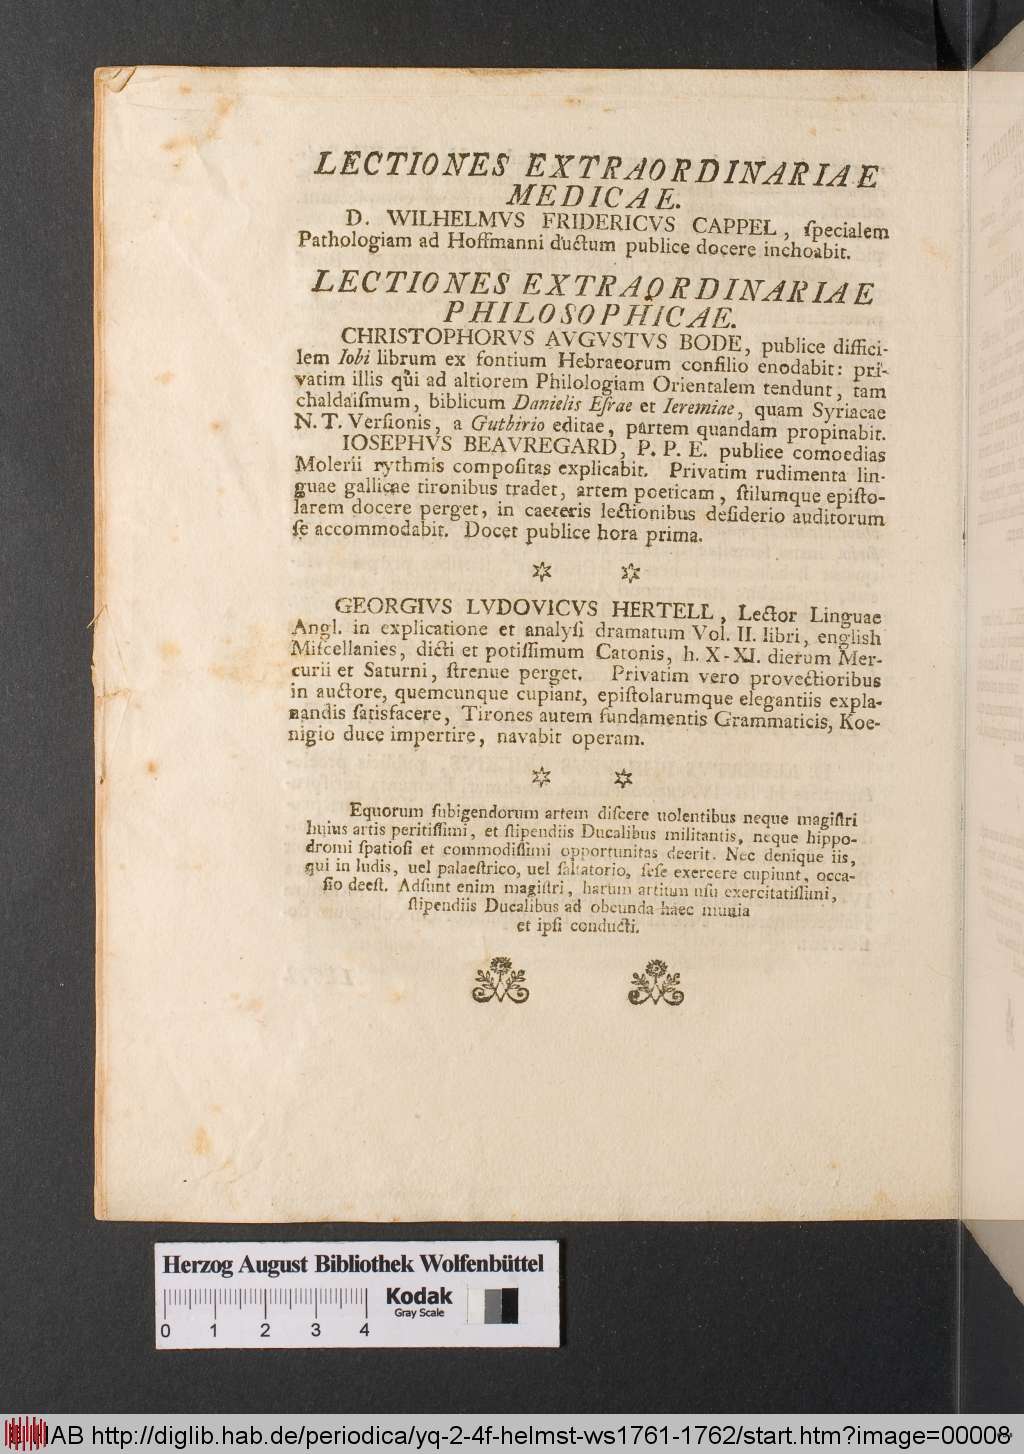 LECTIONES EXTRAORDINARIAE
MEDICAE.
D. WILHELMVS FRIDERICVS CAPPEL, ſpecialem
Pathologiam ad Hoffmanni ductum publice docere inchoabit.
LECTIONES EXTRAORDINARIAE
PHILOSOPHICAE.
CHRISTOPHORVS AVGVSTVS BODE, publice diffici-
lem Iobi librum ex fontium Hebraeorum conſilio enodabit: pri-
vatim illis qui ad altiorem Philologiam Orientalem tendunt, tam
chaldaiſmum, biblicum Danielis Eſrae et Ieremiae, quam Syriacae
N. T. Verſionis, a Gutbirio editae, partem quandam propinabit.
IOSEPHVS BEAVREGARD, P. P. E. publice comoedias
Molerii rythmis compoſitas explicabit. Privatim rudimenta lin-
guae gallicae tironibus tradet, artem poeticam, ſtilumque epiſto-
larem docere perget, in caeteris lectionibus deſiderio auditorum
ſe accommodabit. Docet publice hora prima.
GEORGIVS LVDOVICVS HERTELL, Lector Linguae
Angl. in explicatione et analyſi dramatum Vol. II. libri, engliſh
Miſcellanies, dicti et potiſſimum Catonis, h. X-XI. dierum Mer-
curii et Saturni, ſtrenue perget. Privatim vero provectioribus
in auctore, quemcunque cupiant, epiſtolarumque elegantiis expla-
nandis ſatisfacere, Tirones autem fundamentis Grammaticis, Koe-
nigio duce impertire, navabit operam.
Equorum ſubigendorum artem diſcere uolentibus neque magiſtri
huius artis peritiſſimi, et ſtipendiis Ducalibus militantis, neque hippo-
dromi ſpatioſi et commodiſſimi opportunitas deerit. Nec denique iis,
qui in ludis, uel palaeſtrico, uel ſaltatorio, ſeſe exercere cupiunt, occa-
ſio deeſt. Adſunt enim magiſtri, harum artium uſu exercitatiſſimi,
ſtipendiis Ducalibus ad obeunda haec munia
et ipſi conducti.
Herzog August Bibliothek Wolfenbüttel
Kodak
Gray Scale
0 1 2 3 4
HAB http://diglib.hab.de/periodica/yq-2-4f-helmst-ws1761-1762/start.htm?image=00008